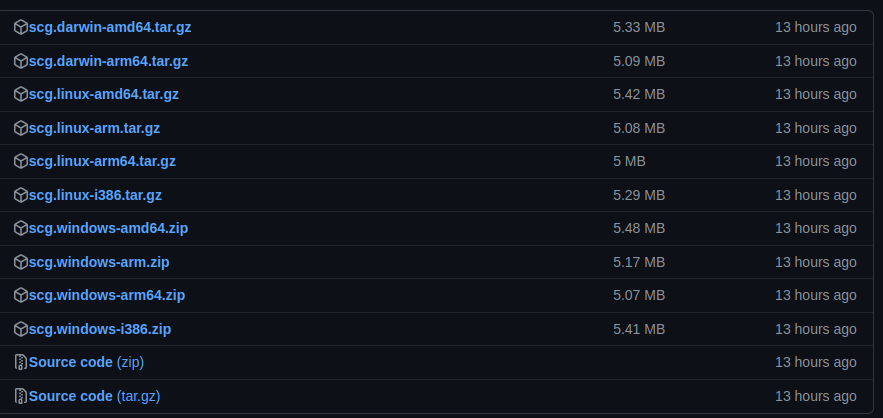 scg.darwin-amd64.tar.gz 5.33 MB 13 hours ago
scg.darwin-arm64.tar.gz 5.09 MB 13 hours ago
scg.linux-amd64.tar.gz 5.42 MB 13 hours ago
scg.linux-arm.tar.gz 5.08 MB 13 hours ago
scg.linux-arm64.tar.gz 5 MB 13 hours ago
scg.linux-i386.tar.gz 5.29 MB 13 hours ago
scg.windows-amd64.zip 5.48 MB 13 hours ago
scg.windows-arm.zip 5.17 MB 13 hours ago
scg.windows-arm64.zip 5.07 MB 13 hours ago
scg.windows-i386.zip 5.41 MB 13 hours ago
Source code (zip) 13 hours ago
Source code (tar.gz) 13 hours ago